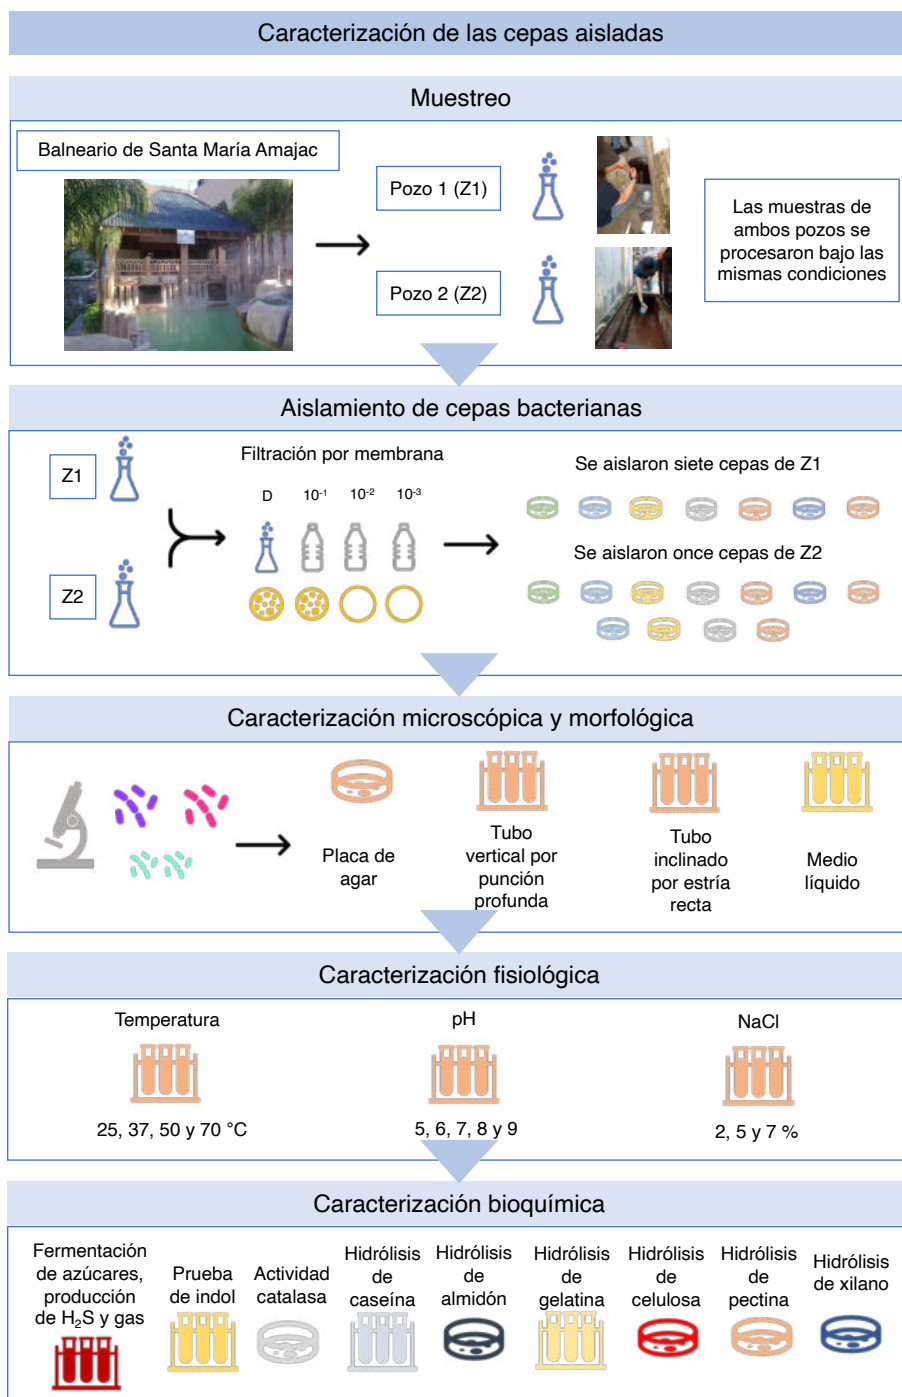 Caracterización de las cepas aisladas
Muestreo
Balneario de Santa María Amajac
Pozo 1 (Z1)
Pozo 2 (Z2)
Las muestras de
ambos pozos se
procesaron bajo las
mismas condiciones
Aislamiento de cepas bacterianas
Z1
Z2
Filtración por membrana
D 10⁻¹ 10⁻² 10⁻³
Se aislaron siete cepas de Z1
Se aislaron once cepas de Z2
Caracterización microscópica y morfológica
Placa de
agar
Tubo
vertical por
punción
profunda
Tubo
inclinado
por estría
recta
Medio
líquido
Caracterización fisiológica
Temperatura
25, 37, 50 y 70 °C
pH
5, 6, 7, 8 y 9
NaCl
2, 5 y 7 %
Caracterización bioquímica
Fermentación
de azúcares,
producción
de H₂S y gas
Prueba
de indol
Actividad
catalasa
Hidrólisis
de
caseína
Hidrólisis
de
almidón
Hidrólisis
de
gelatina
Hidrólisis
de
celulosa
Hidrólisis
de
pectina
Hidrólisis
de xilano